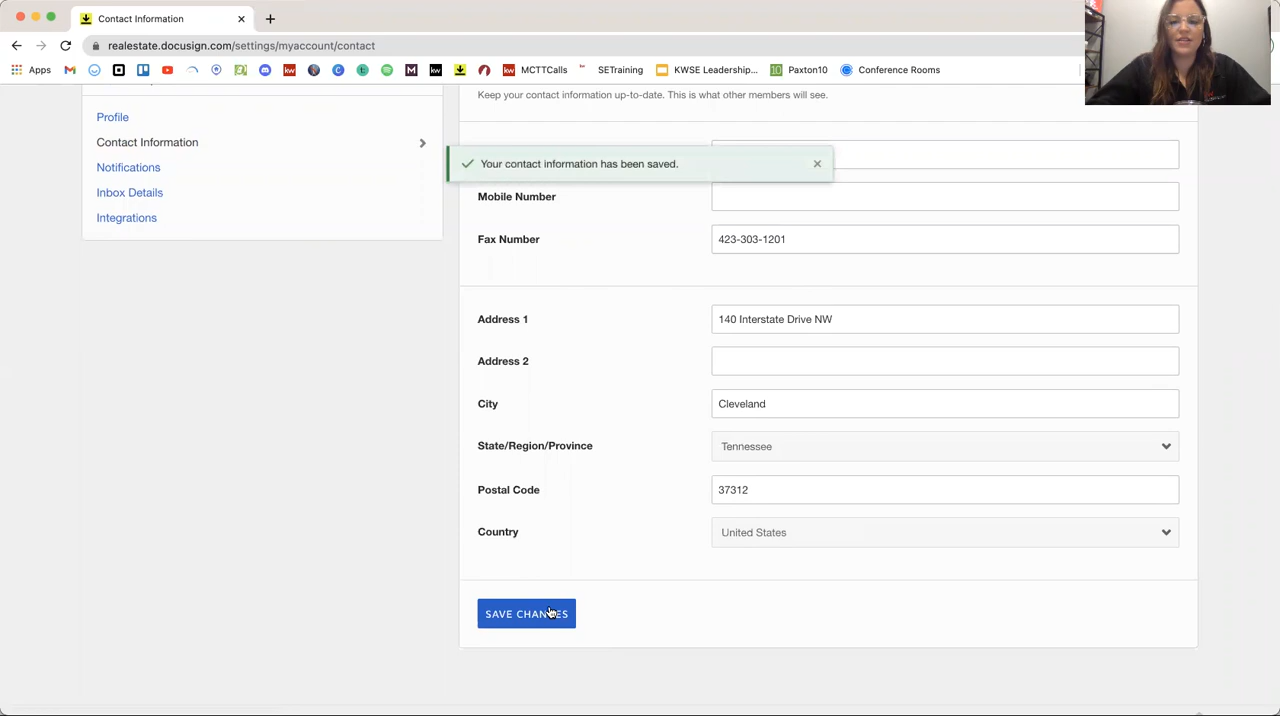 Contact Information
realestate.docusign.com/settings/myaccount/contact
Apps
MCTTCalls
SETraining
KWSE Leadership...
Paxton10
Conference Rooms
Keep your contact information up-to-date. This is what other members will see.
Profile
Contact Information
Notifications
Inbox Details
Integrations
Your contact information has been saved.
Mobile Number
Fax Number
423-303-1201
Address 1
140 Interstate Drive NW
Address 2
City
Cleveland
State/Region/Province
Tennessee
Postal Code
37312
Country
United States
SAVE CHANGES